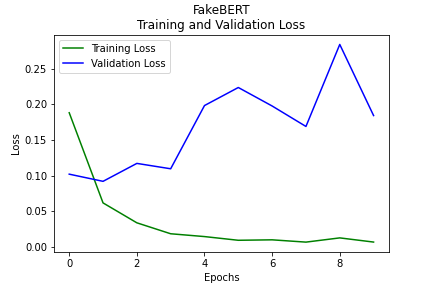 FakeBERT
Training and Validation Loss
Training Loss
Validation Loss
0.25
0.20
0.15
0.10
0.05
0.00
Loss
0 2 4 6 8
Epochs